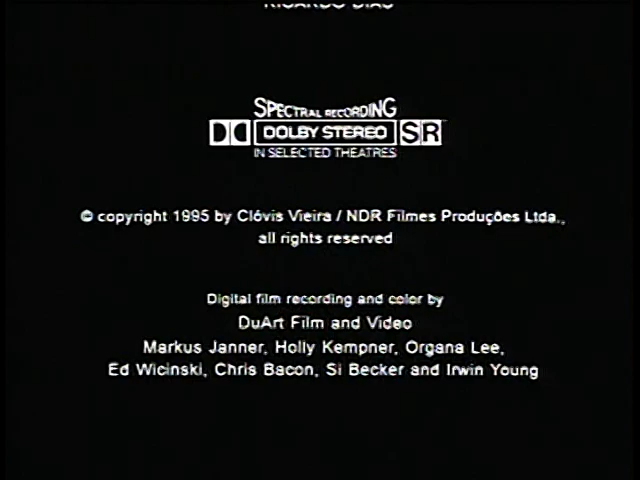 RICARDO DIAS
SPECTRAL RECORDING
DOLBY STEREO SR
IN SELECTED THEATRES
© copyright 1995 by Clóvis Vieira / NDR Filmes Produções Ltda.,
all rights reserved
Digital film recording and color by
DuArt Film and Video
Markus Janner, Holly Kempner, Organa Lee,
Ed Wicinski, Chris Bacon, Si Becker and Irwin Young